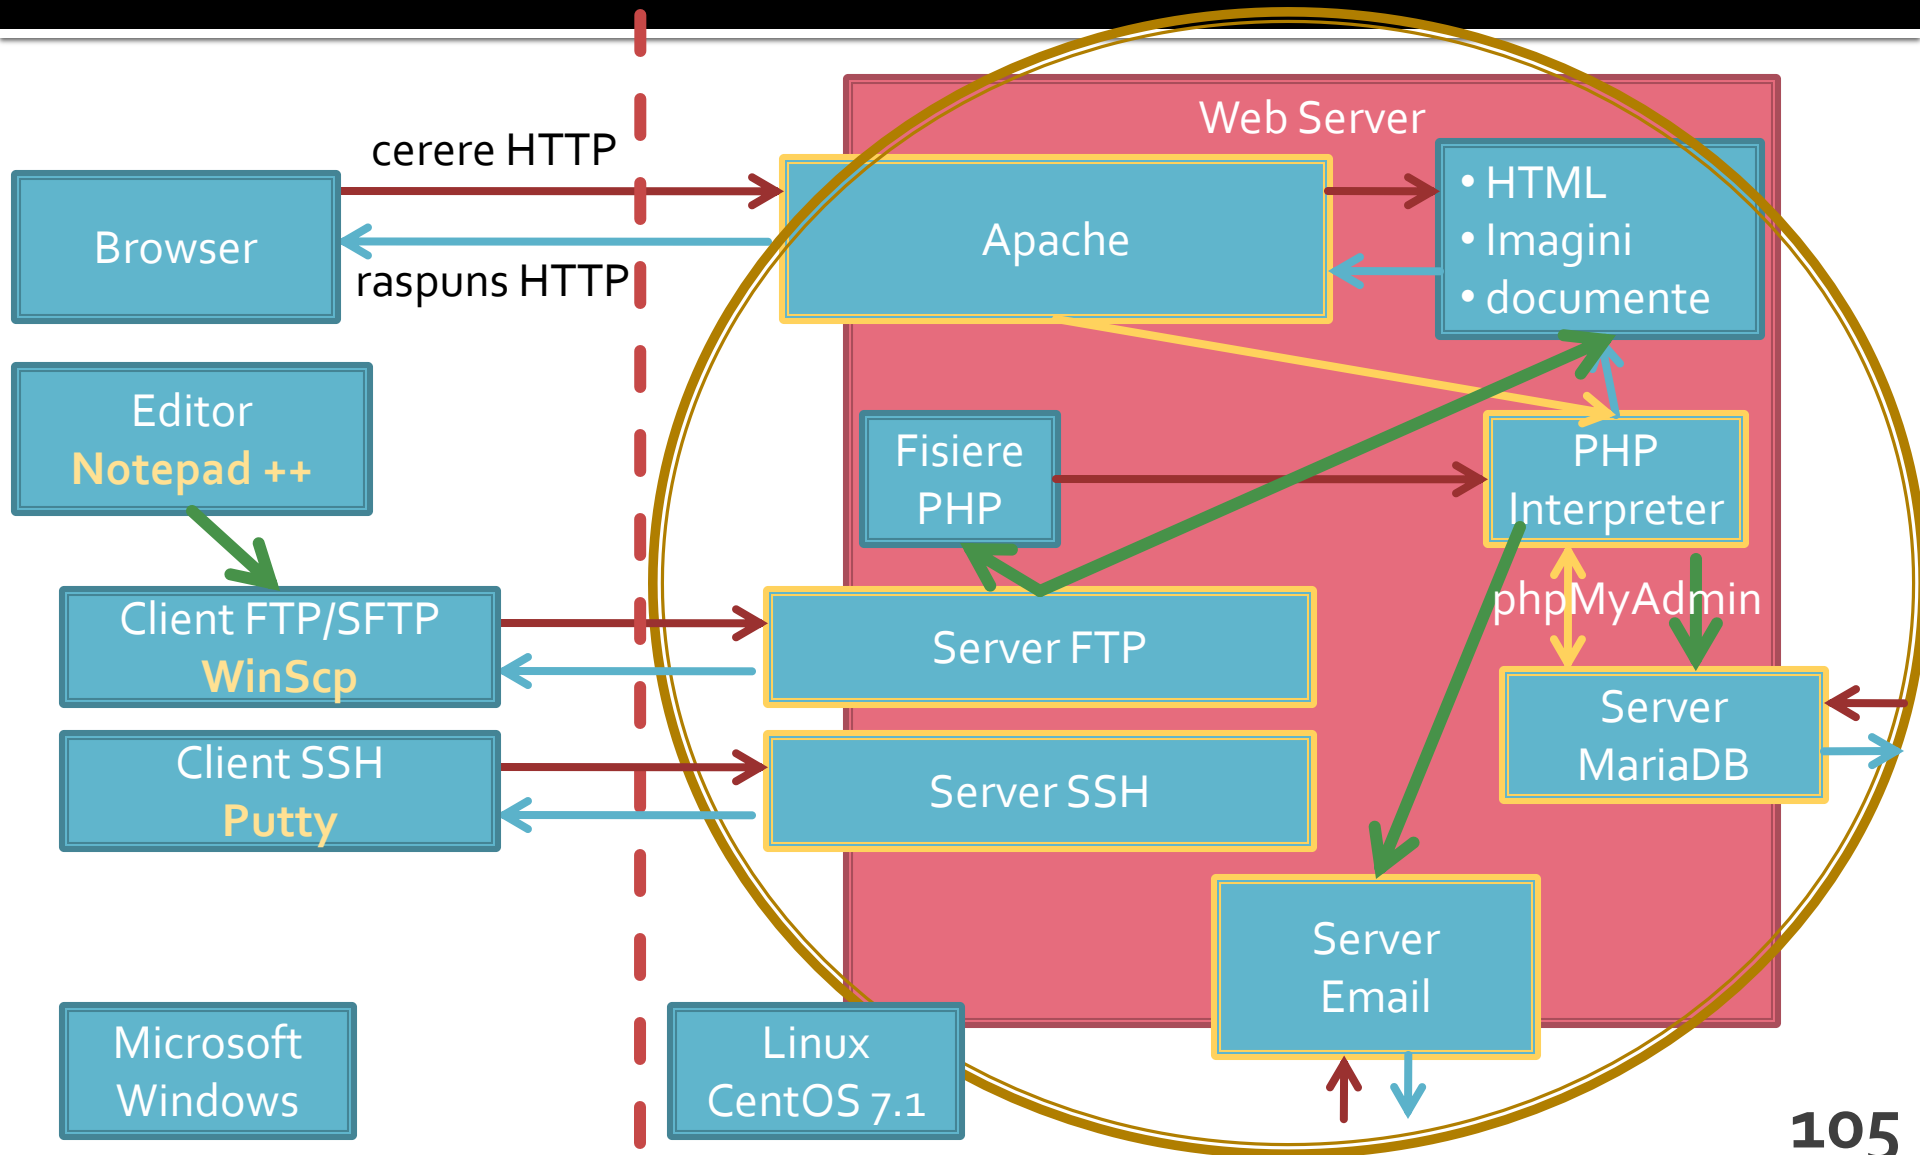 Web Server
cerere HTTP
raspuns HTTP
Browser
Apache
• HTML
• Imagini
• documente
Editor
Notepad ++
Fisiere
PHP
PHP
Interpreter
phpMyAdmin
Client FTP/SFTP
WinScp
Server FTP
Server
MariaDB
Client SSH
Putty
Server SSH
Server
Email
Microsoft
Windows
Linux
CentOS 7.1
105